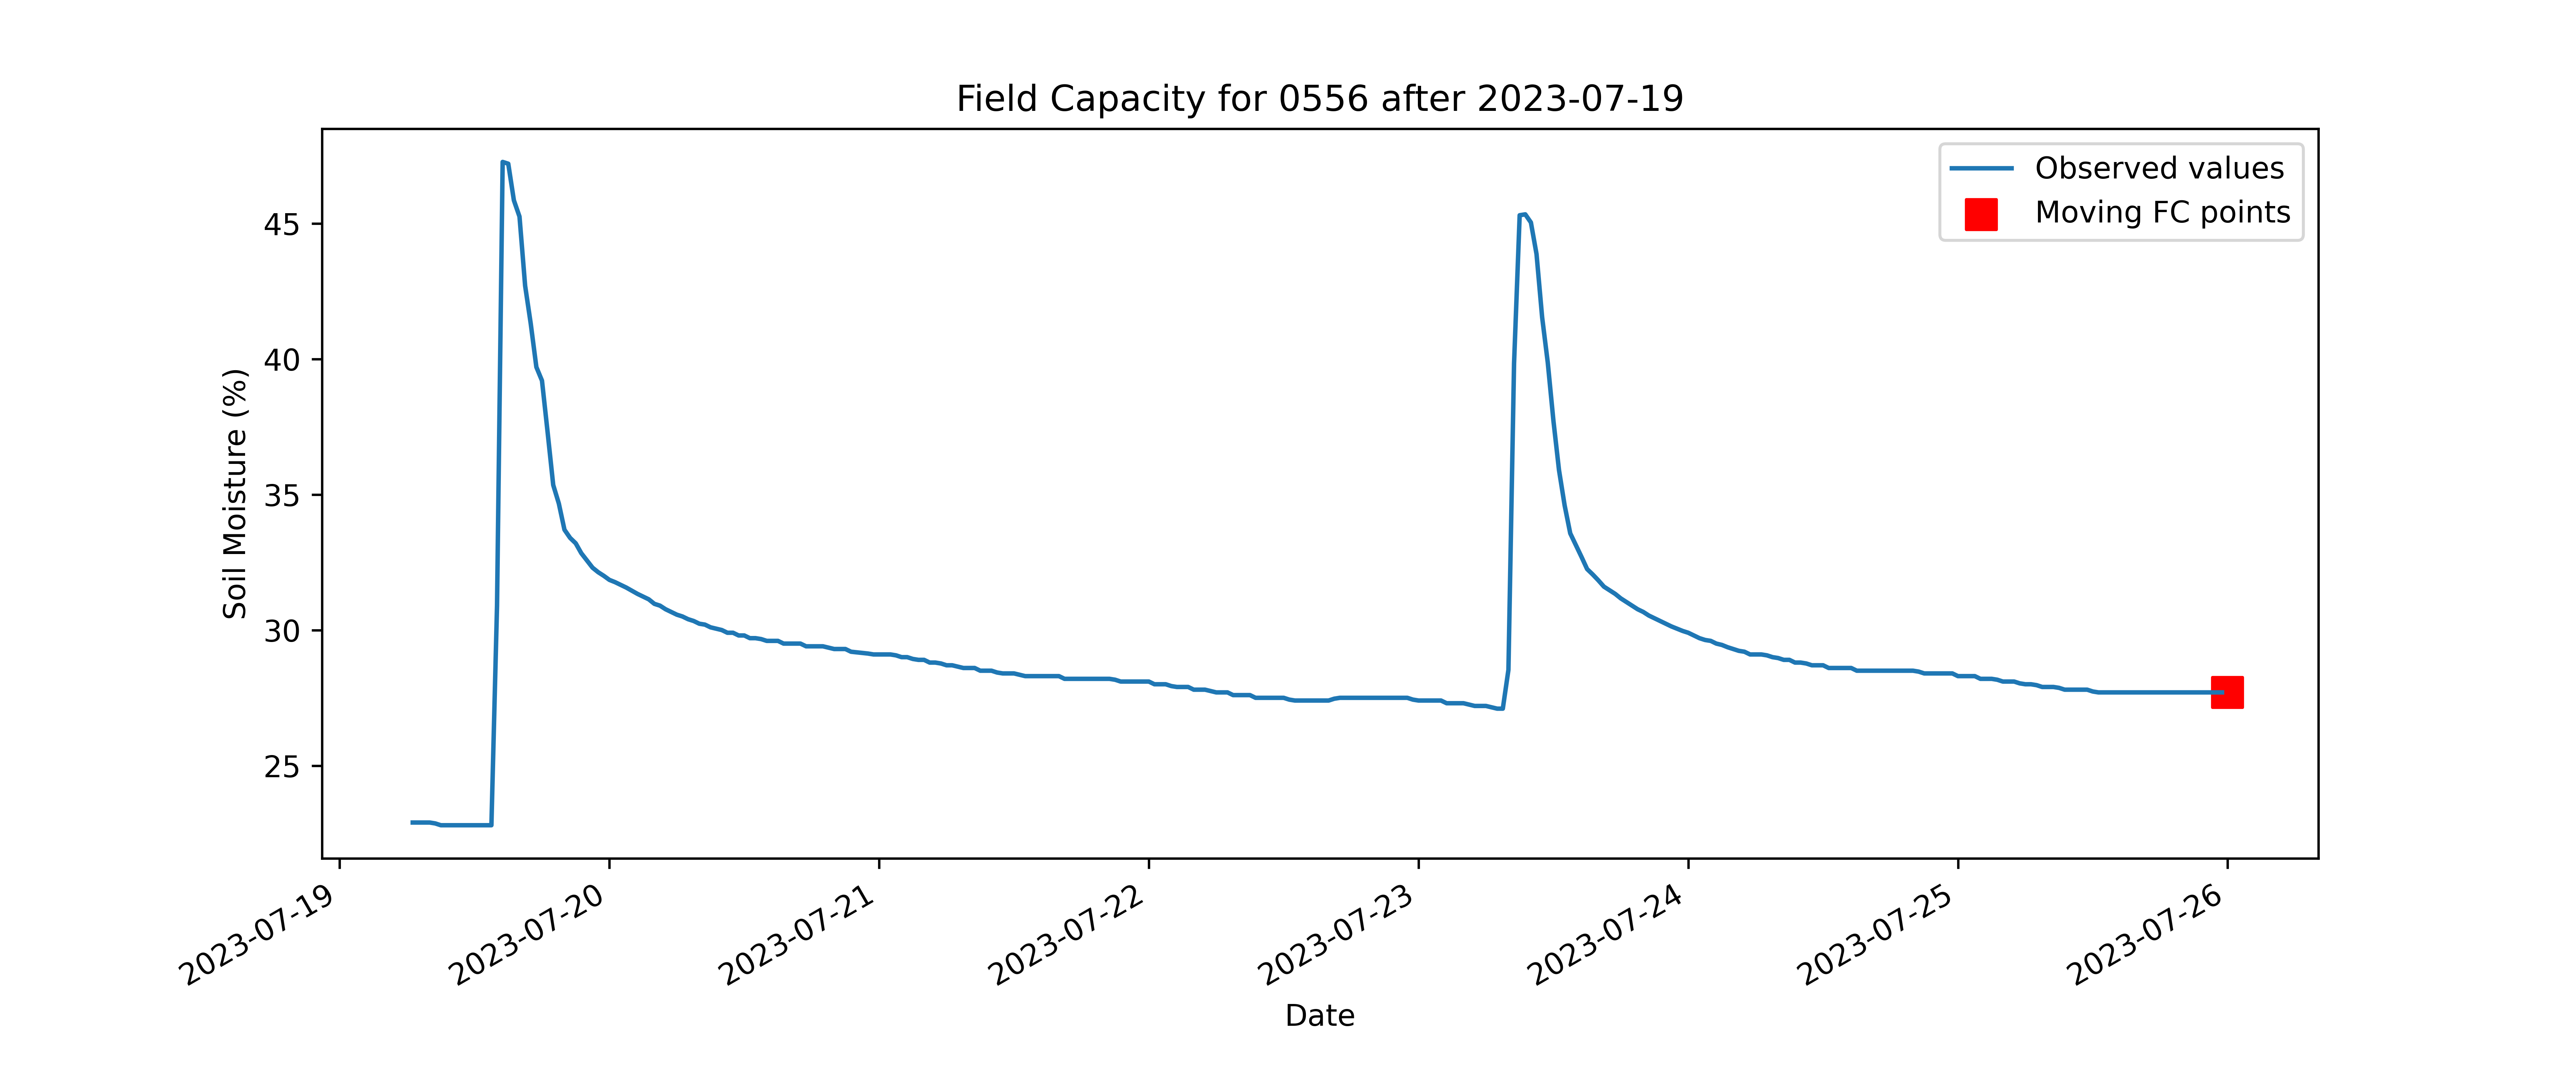 Field Capacity for 0556 after 2023-07-19
Observed values
Moving FC points
Soil Moisture (%)
45
40
35
30
25
2023-07-19
2023-07-20
2023-07-21
2023-07-22
2023-07-23
2023-07-24
2023-07-25
2023-07-26
Date